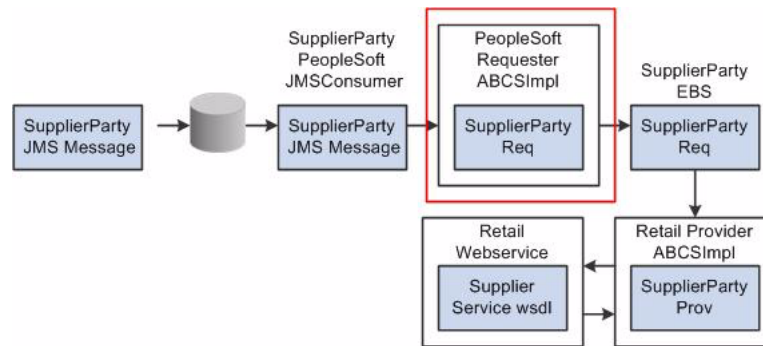 SupplierParty
JMS Message
SupplierParty
PeopleSoft
JMSConsumer
SupplierParty
JMS Message
PeopleSoft
Requester
ABCSImpl
SupplierParty
Req
SupplierParty
EBS
SupplierParty
Req
Retail
Webservice
Supplier
Service wsdl
Retail Provider
ABCSImpl
SupplierParty
Prov